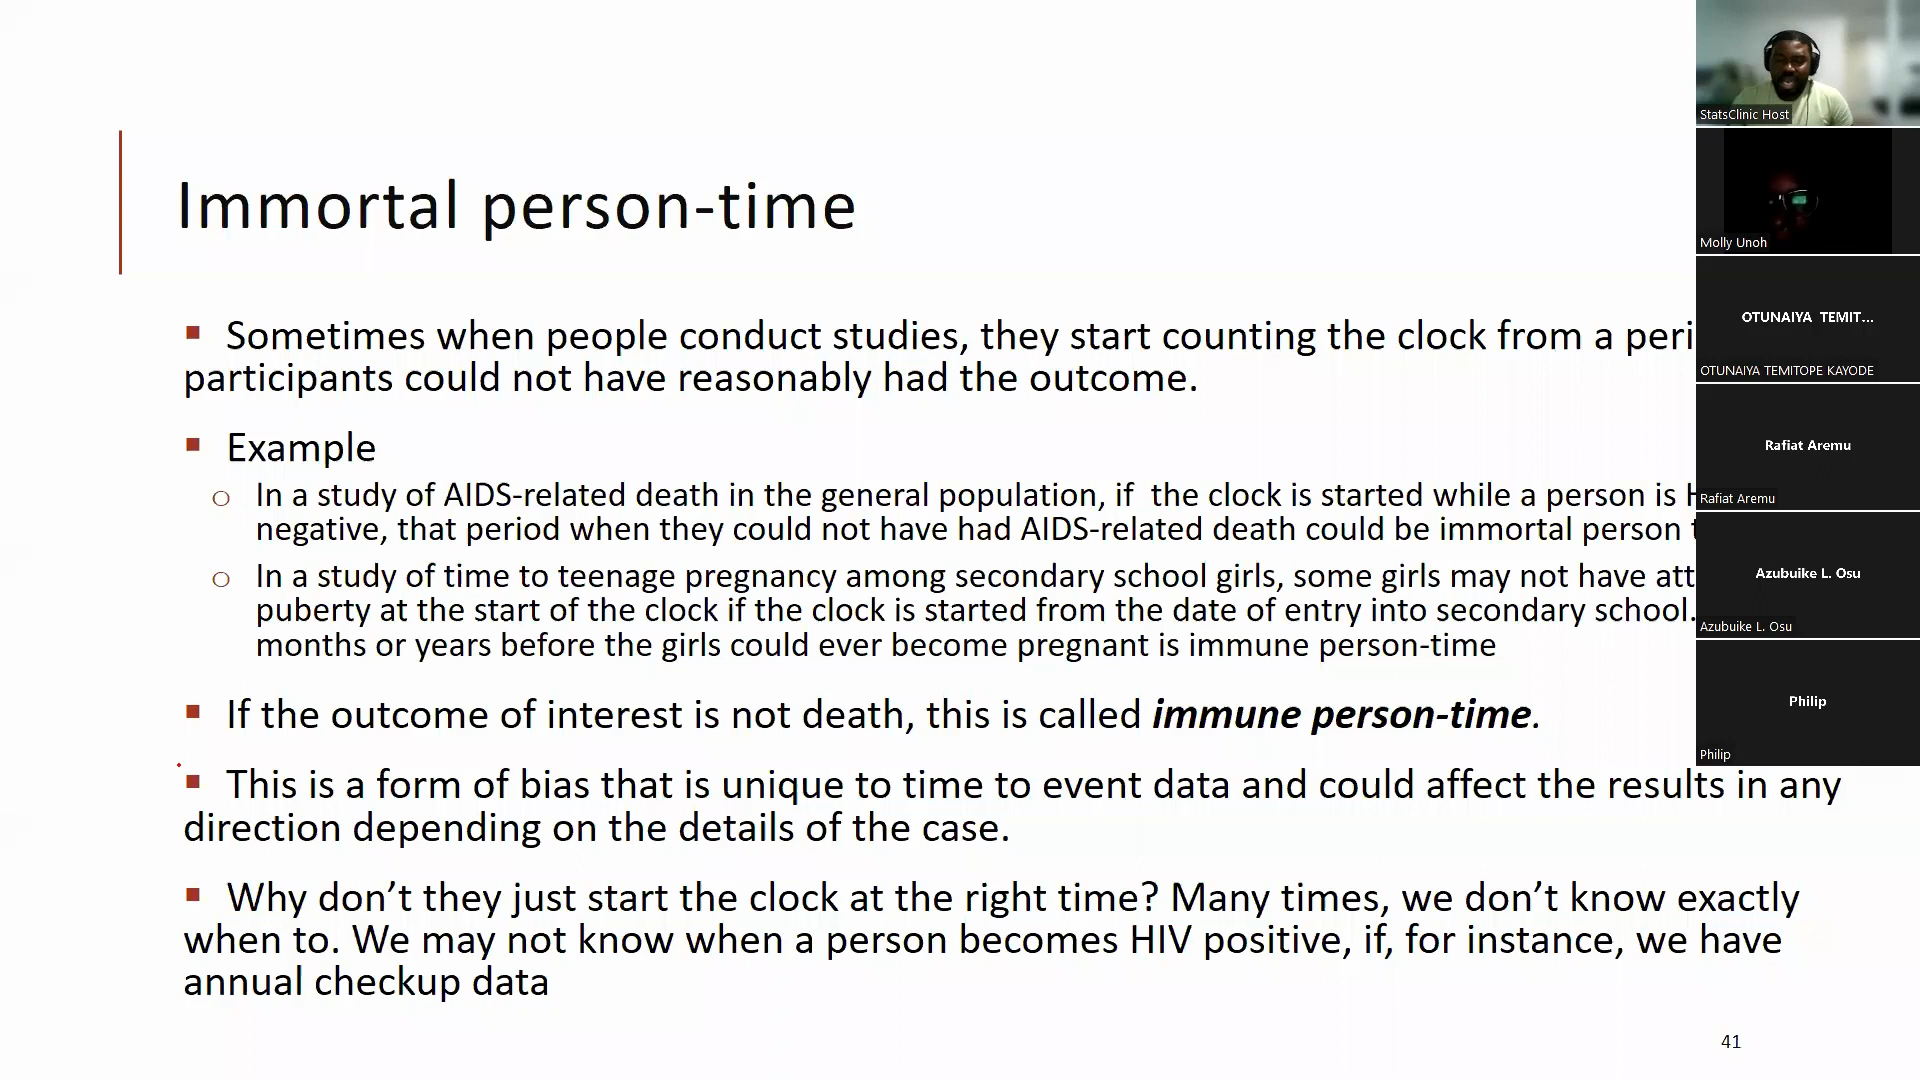 Immortal person-time
Sometimes when people conduct studies, they start counting the clock from a
participants could not have reasonably had the outcome.
Example
In a study of AIDS-related death in the general population, if the clock is started while a person is
negative, that period when they could not have had AIDS-related death could be immortal person
In a study of time to teenage pregnancy among secondary school girls, some girls may not have
puberty at the start of the clock if the clock is started from the date of entry into secondary school.
months or years before the girls could ever become pregnant is immune person-time
If the outcome of interest is not death, this is called immune person-time.
This is a form of bias that is unique to time to event data and could affect the results in any
direction depending on the details of the case.
Why don’t they just start the clock at the right time? Many times, we don’t know exactly
when to. We may not know when a person becomes HIV positive, if, for instance, we have
annual checkup data
41
StatsClinic Host
Molly Unoh
OTUNAIYA TEMIT...
OTUNAIYA TEMITOPE KAYODE
Rafiat Aremu
Rafiat Aremu
Azubuike L. Osu
Azubuike L. Osu
Philip
Philip